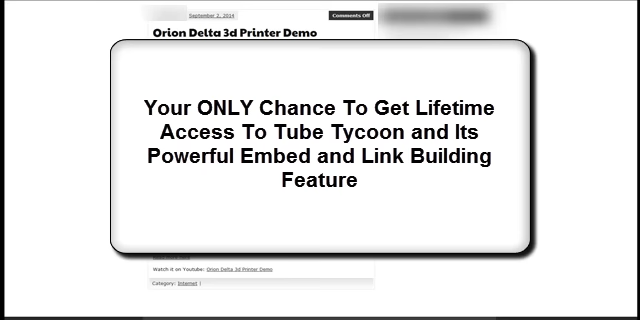 September 2, 2014
Comments Off
Orion Delta 3d Printer Demo
Your ONLY Chance To Get Lifetime
Access To Tube Tycoon and Its
Powerful Embed and Link Building
Feature
Watch it on Youtube: Orion Delta 3d Printer Demo
Category: Internet |